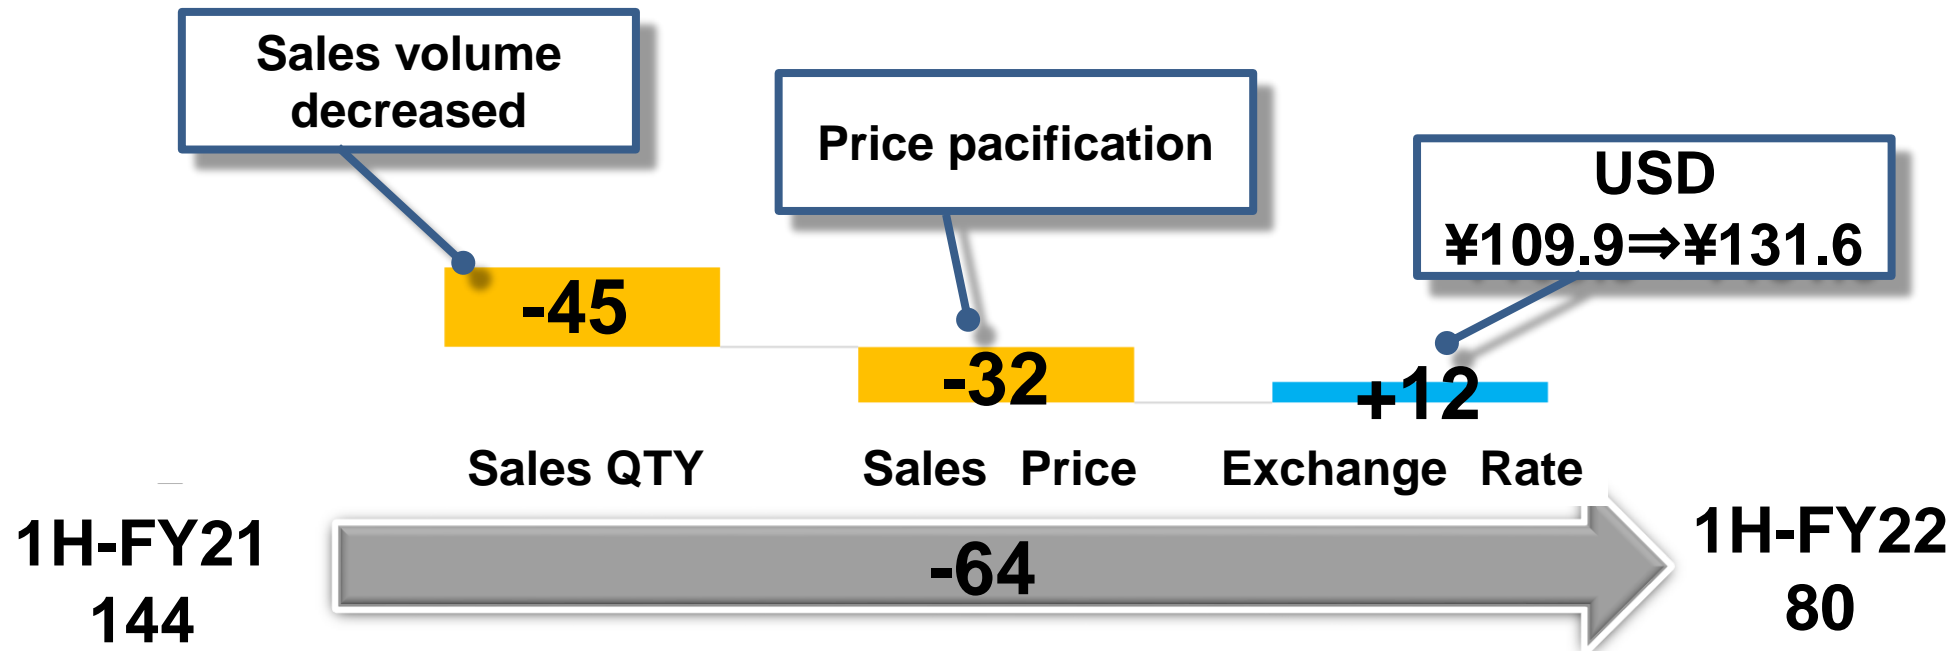 Sales volume
decreased
Price pacification
USD
¥109.9⇒¥131.6
-45
-32
+12
Sales QTY
Sales Price
Exchange Rate
1H-FY21
144
-64
1H-FY22
80